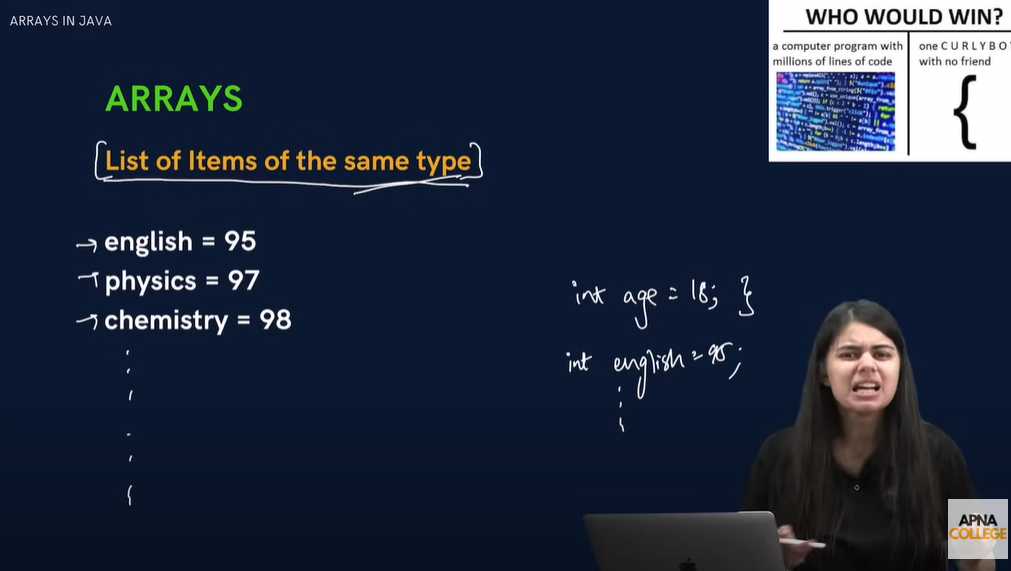 ARRAYS IN JAVA
WHO WOULD WIN?
a computer program with
millions of lines of code
one C U R L Y B O
with no friend
{
ARRAYS
List of Items of the same type
english = 95
physics = 97
chemistry = 98
int age = 18; }
int english = 95;
APNA
COLLEGE